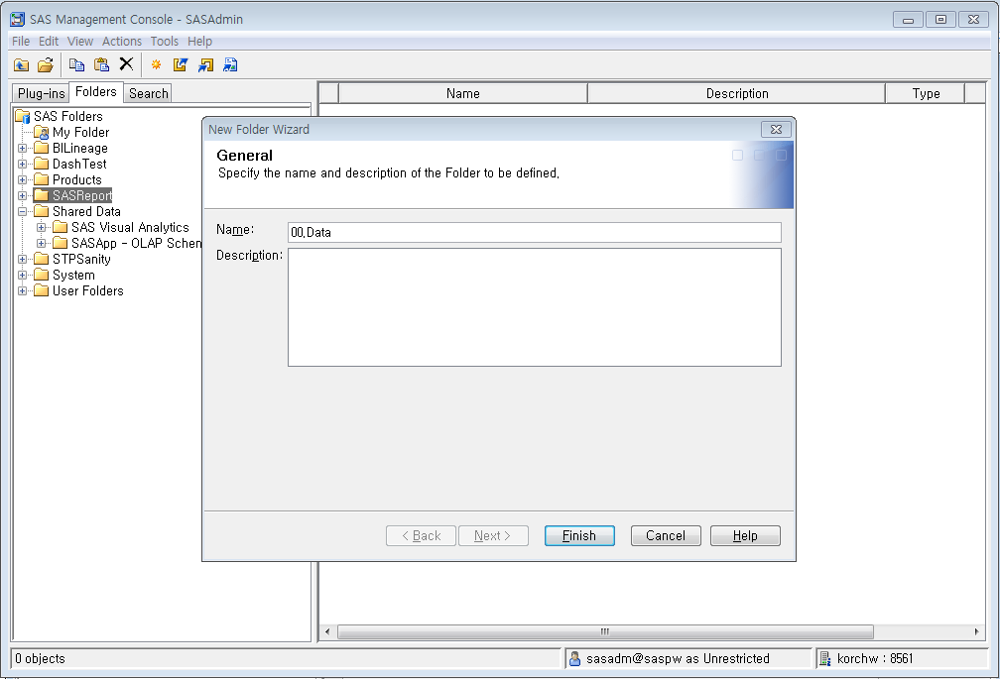 SAS Management Console - SASAdmin
File Edit View Actions Tools Help
Plug-ins Folders Search
Name Description Type
SAS Folders
My Folder
BILineage
DashTest
Products
SASReport
Shared Data
SAS Visual Analytics
SASApp - OLAP Schem
STPSanity
System
User Folders
New Folder Wizard
General
Specify the name and description of the Folder to be defined.
Name: 00.Data
Description:
< Back Next > Finish Cancel Help
0 objects sasadm@saspw as Unrestricted korchw : 8561